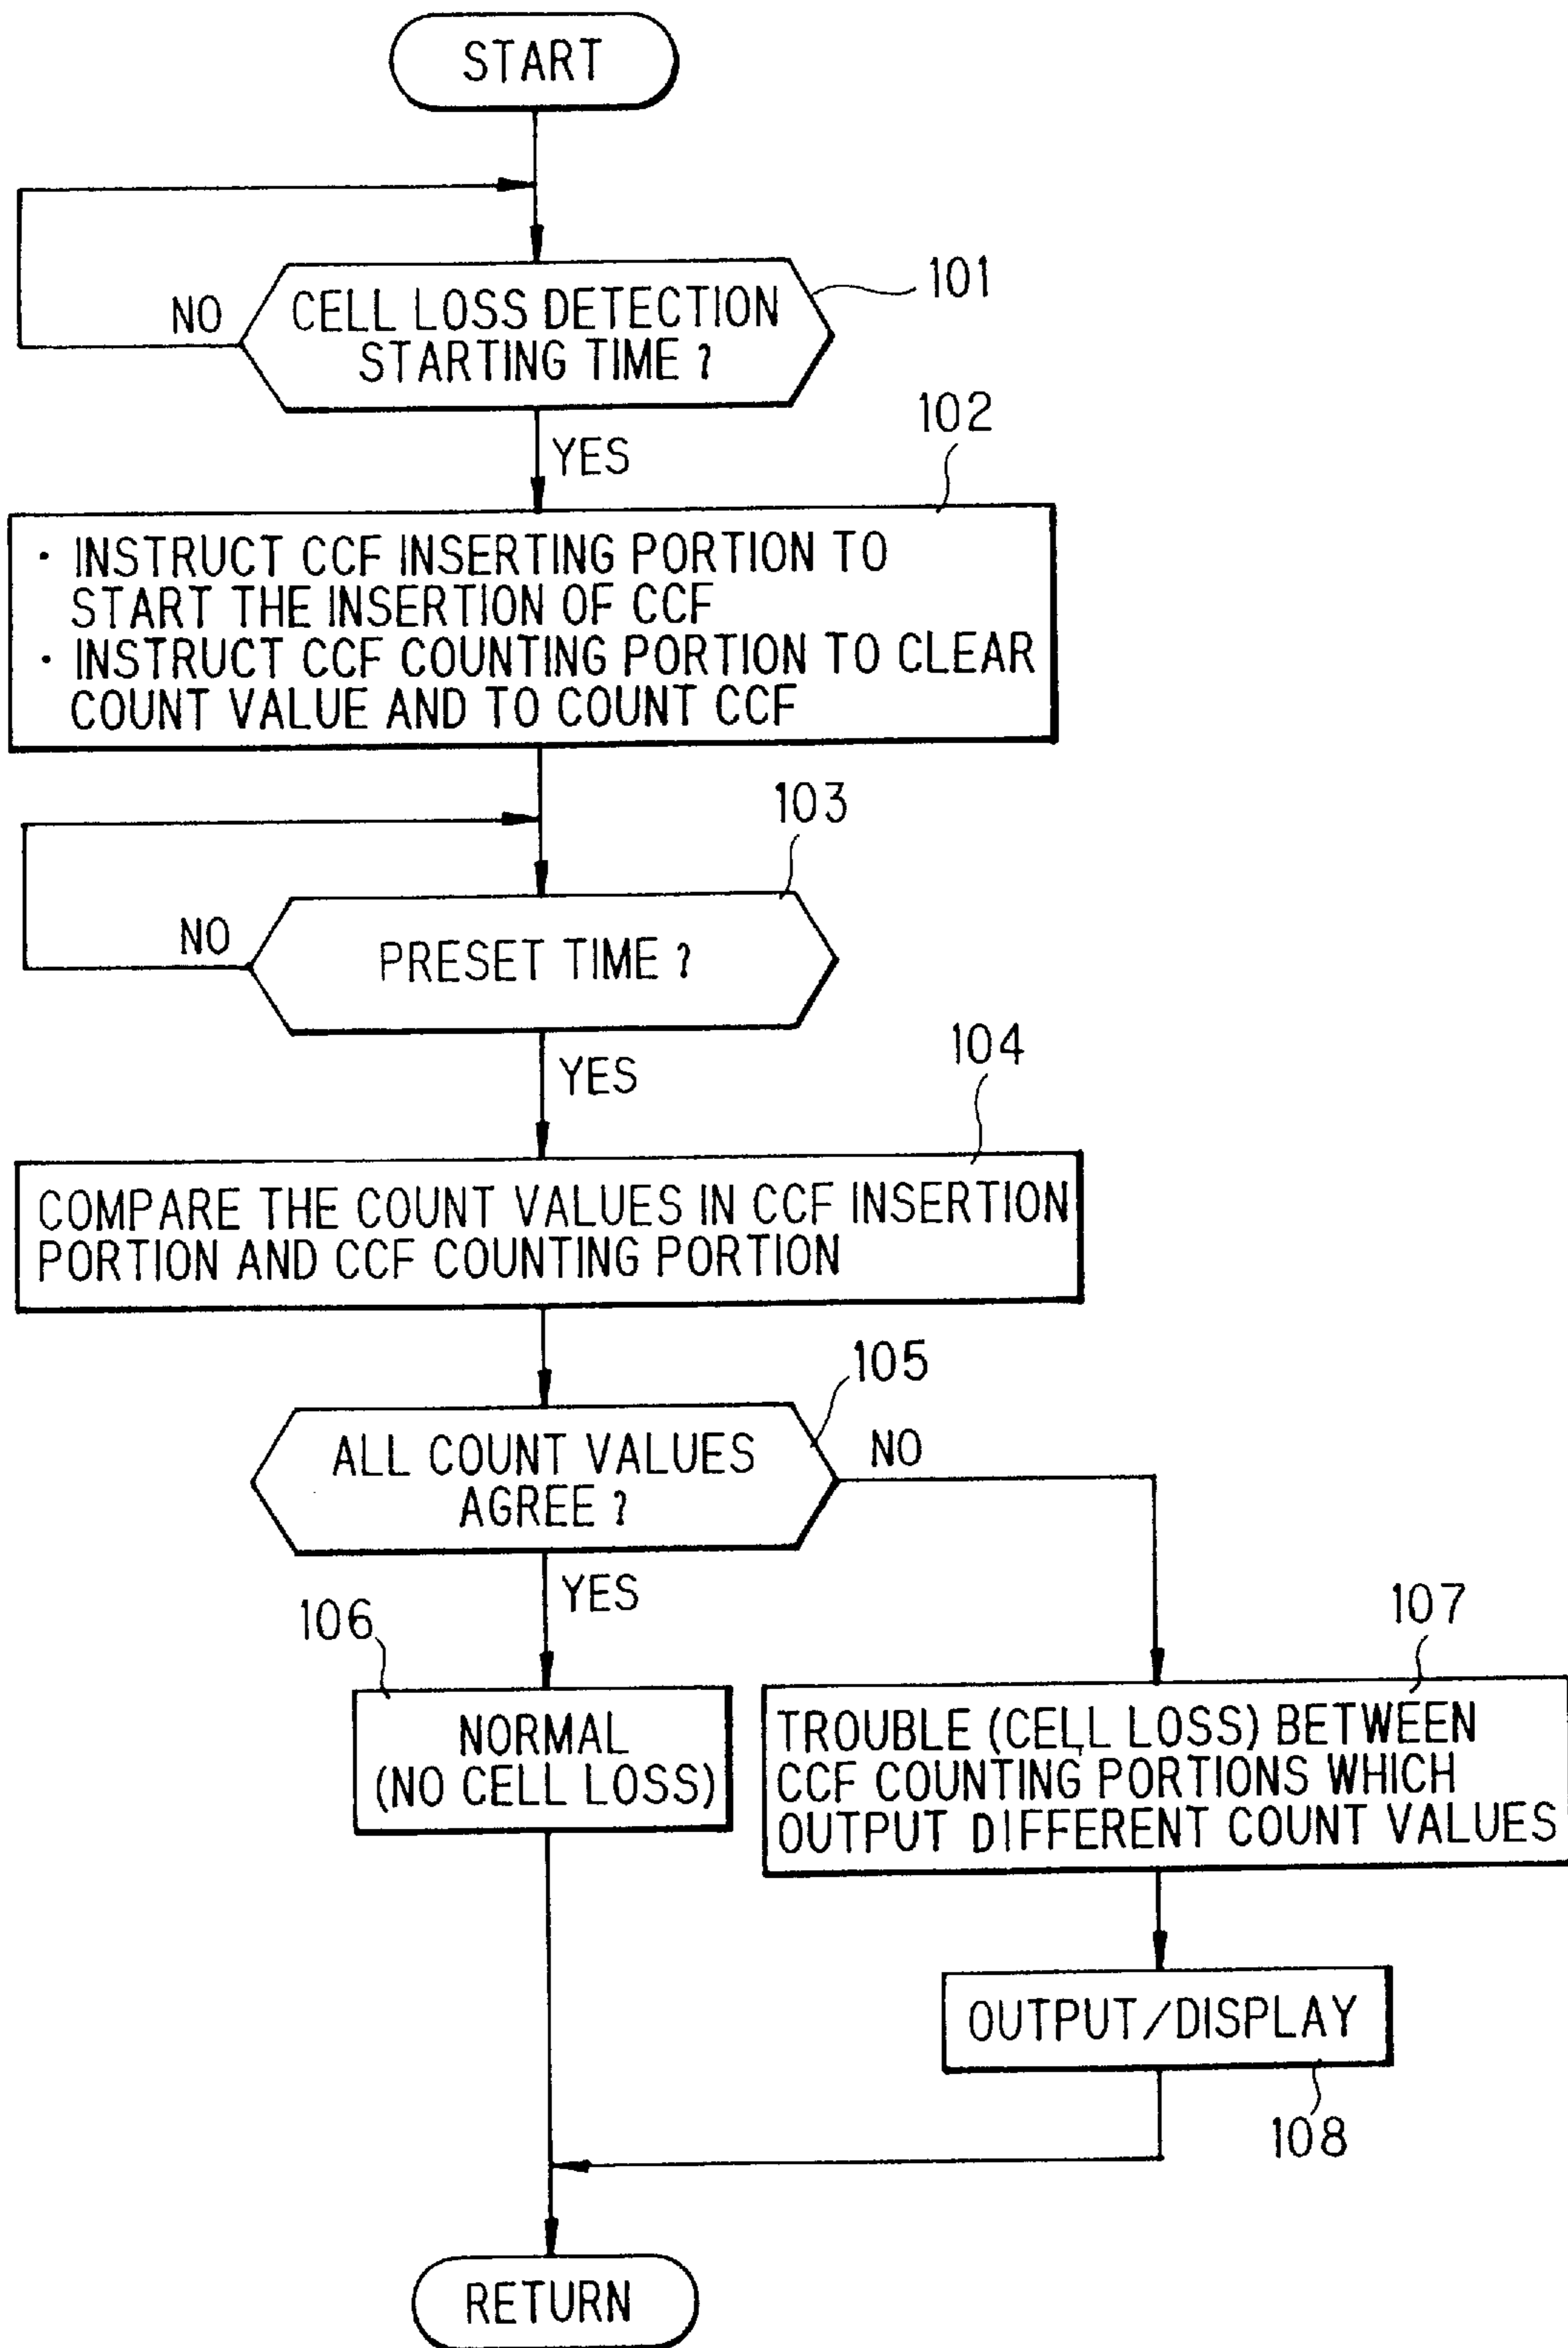 START
NO
CELL LOSS DETECTION
STARTING TIME ?
101
YES
102
· INSTRUCT CCF INSERTING PORTION TO
START THE INSERTION OF CCF
· INSTRUCT CCF COUNTING PORTION TO CLEAR
COUNT VALUE AND TO COUNT CCF
103
NO
PRESET TIME ?
YES
104
COMPARE THE COUNT VALUES IN CCF INSERTION
PORTION AND CCF COUNTING PORTION
105
ALL COUNT VALUES
AGREE ?
NO
YES
106
NORMAL
(NO CELL LOSS)
107
TROUBLE (CELL LOSS) BETWEEN
CCF COUNTING PORTIONS WHICH
OUTPUT DIFFERENT COUNT VALUES
OUTPUT/DISPLAY
108
RETURN